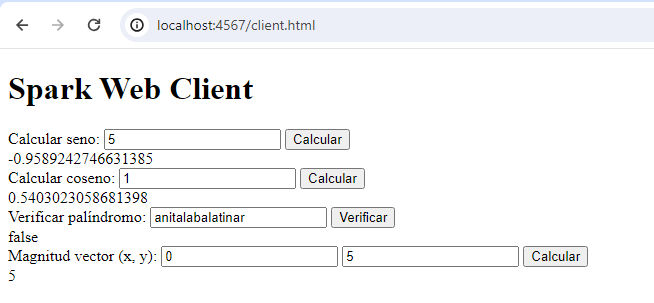 localhost:4567/client.html
Spark Web Client
Calcular seno: 5 Calcular
-0.9589242746631385
Calcular coseno: 1 Calcular
0.5403023058681398
Verificar palíndromo: anitalabalatinar Verificar
false
Magnitud vector (x, y): 0 5 Calcular
5